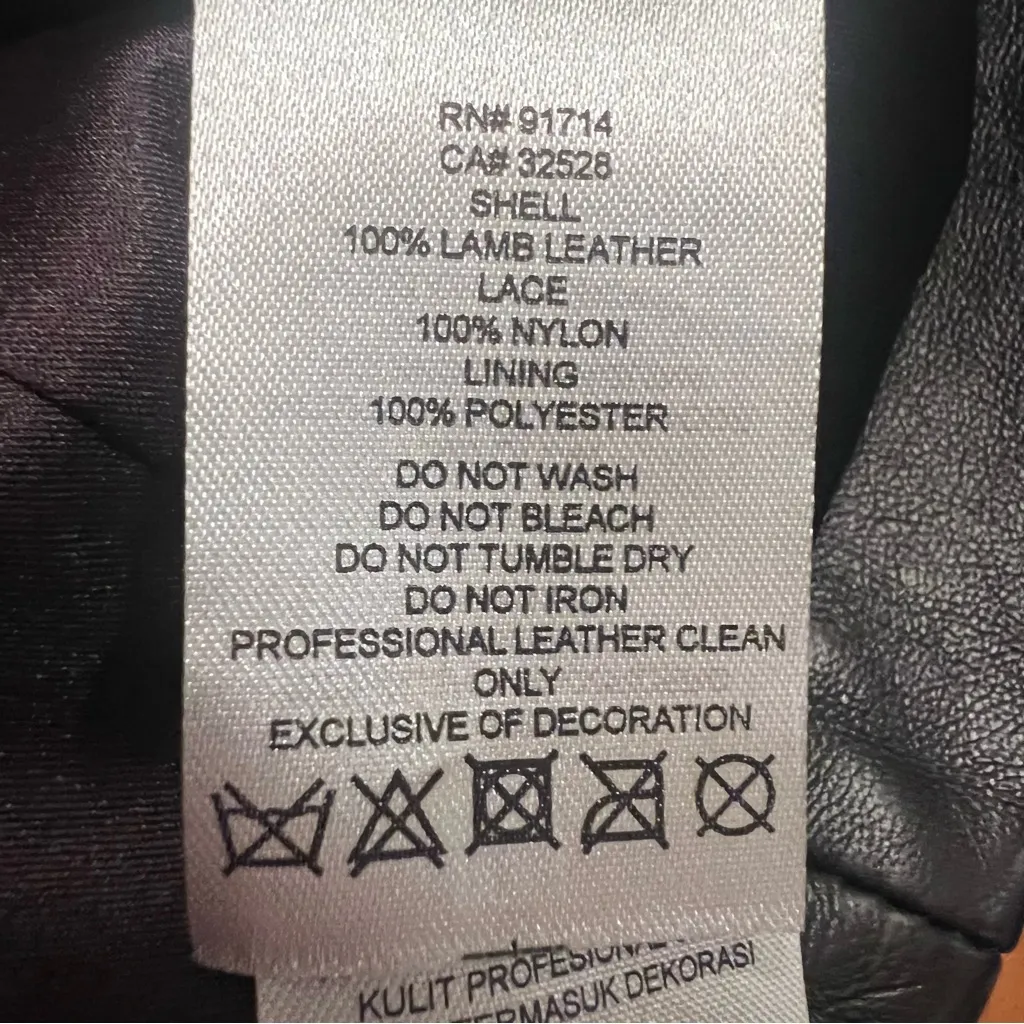 RN# 91714
CA# 32528
SHELL
100% LAMB LEATHER
LACE
100% NYLON
LINING
100% POLYESTER
DO NOT WASH
DO NOT BLEACH
DO NOT TUMBLE DRY
DO NOT IRON
PROFESSIONAL LEATHER CLEAN
ONLY
EXCLUSIVE OF DECORATION
KULIT
DEKORASI